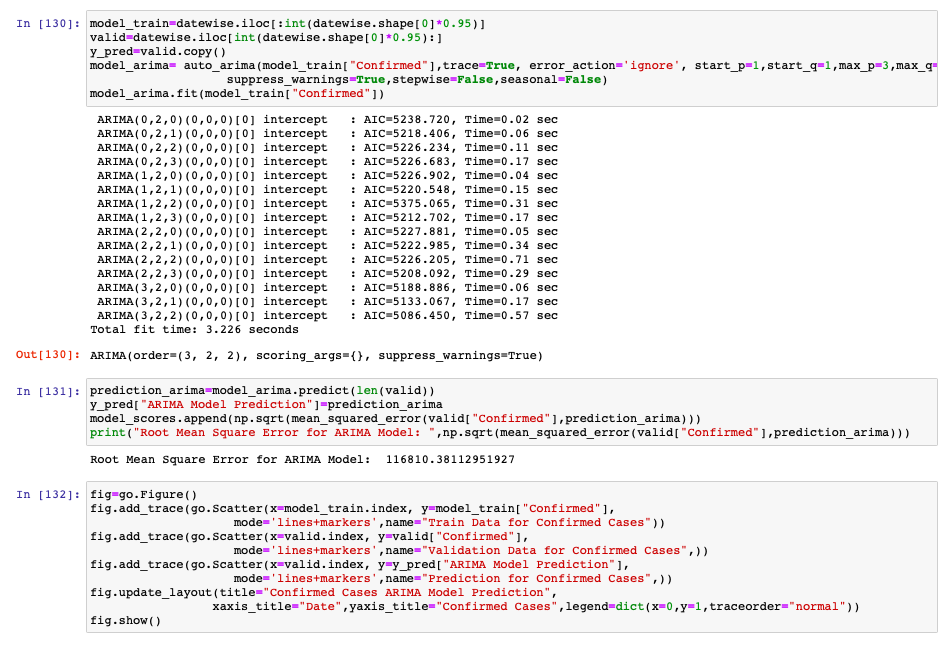 In [130]: model_train=datewise.iloc[:int(datewise.shape[0]*0.95)]
valid=datewise.iloc[int(datewise.shape[0]*0.95):]
y_pred=valid.copy()
model_arima= auto_arima(model_train["Confirmed"],trace=True, error_action='ignore', start_p=1,start_q=1,max_p=3,max_q=
suppress_warnings=True,stepwise=False,seasonal=False)
model_arima.fit(model_train["Confirmed"])
ARIMA(0,2,0)(0,0,0)[0] intercept   : AIC=5238.720, Time=0.02 sec
ARIMA(0,2,1)(0,0,0)[0] intercept   : AIC=5218.406, Time=0.06 sec
ARIMA(0,2,2)(0,0,0)[0] intercept   : AIC=5226.234, Time=0.11 sec
ARIMA(0,2,3)(0,0,0)[0] intercept   : AIC=5226.683, Time=0.17 sec
ARIMA(1,2,0)(0,0,0)[0] intercept   : AIC=5226.902, Time=0.04 sec
ARIMA(1,2,1)(0,0,0)[0] intercept   : AIC=5220.548, Time=0.15 sec
ARIMA(1,2,2)(0,0,0)[0] intercept   : AIC=5375.065, Time=0.31 sec
ARIMA(1,2,3)(0,0,0)[0] intercept   : AIC=5212.702, Time=0.17 sec
ARIMA(2,2,0)(0,0,0)[0] intercept   : AIC=5227.881, Time=0.05 sec
ARIMA(2,2,1)(0,0,0)[0] intercept   : AIC=5222.985, Time=0.34 sec
ARIMA(2,2,2)(0,0,0)[0] intercept   : AIC=5226.205, Time=0.71 sec
ARIMA(2,2,3)(0,0,0)[0] intercept   : AIC=5208.092, Time=0.29 sec
ARIMA(3,2,0)(0,0,0)[0] intercept   : AIC=5188.886, Time=0.06 sec
ARIMA(3,2,1)(0,0,0)[0] intercept   : AIC=5133.067, Time=0.17 sec
ARIMA(3,2,2)(0,0,0)[0] intercept   : AIC=5086.450, Time=0.57 sec
Total fit time: 3.226 seconds
Out[130]: ARIMA(order=(3, 2, 2), scoring_args={}, suppress_warnings=True)
In [131]: prediction_arima=model_arima.predict(len(valid))
y_pred["ARIMA Model Prediction"]=prediction_arima
model_scores.append(np.sqrt(mean_squared_error(valid["Confirmed"],prediction_arima)))
print("Root Mean Square Error for ARIMA Model: ",np.sqrt(mean_squared_error(valid["Confirmed"],prediction_arima)))
Root Mean Square Error for ARIMA Model:  116810.38112951927
In [132]: fig=go.Figure()
fig.add_trace(go.Scatter(x=model_train.index, y=model_train["Confirmed"],
mode='lines+markers',name="Train Data for Confirmed Cases"))
fig.add_trace(go.Scatter(x=valid.index, y=valid["Confirmed"],
mode='lines+markers',name="Validation Data for Confirmed Cases",))
fig.add_trace(go.Scatter(x=valid.index, y=y_pred["ARIMA Model Prediction"],
mode='lines+markers',name="Prediction for Confirmed Cases",))
fig.update_layout(title="Confirmed Cases ARIMA Model Prediction",
xaxis_title="Date",yaxis_title="Confirmed Cases",legend=dict(x=0,y=1,traceorder="normal"))
fig.show()